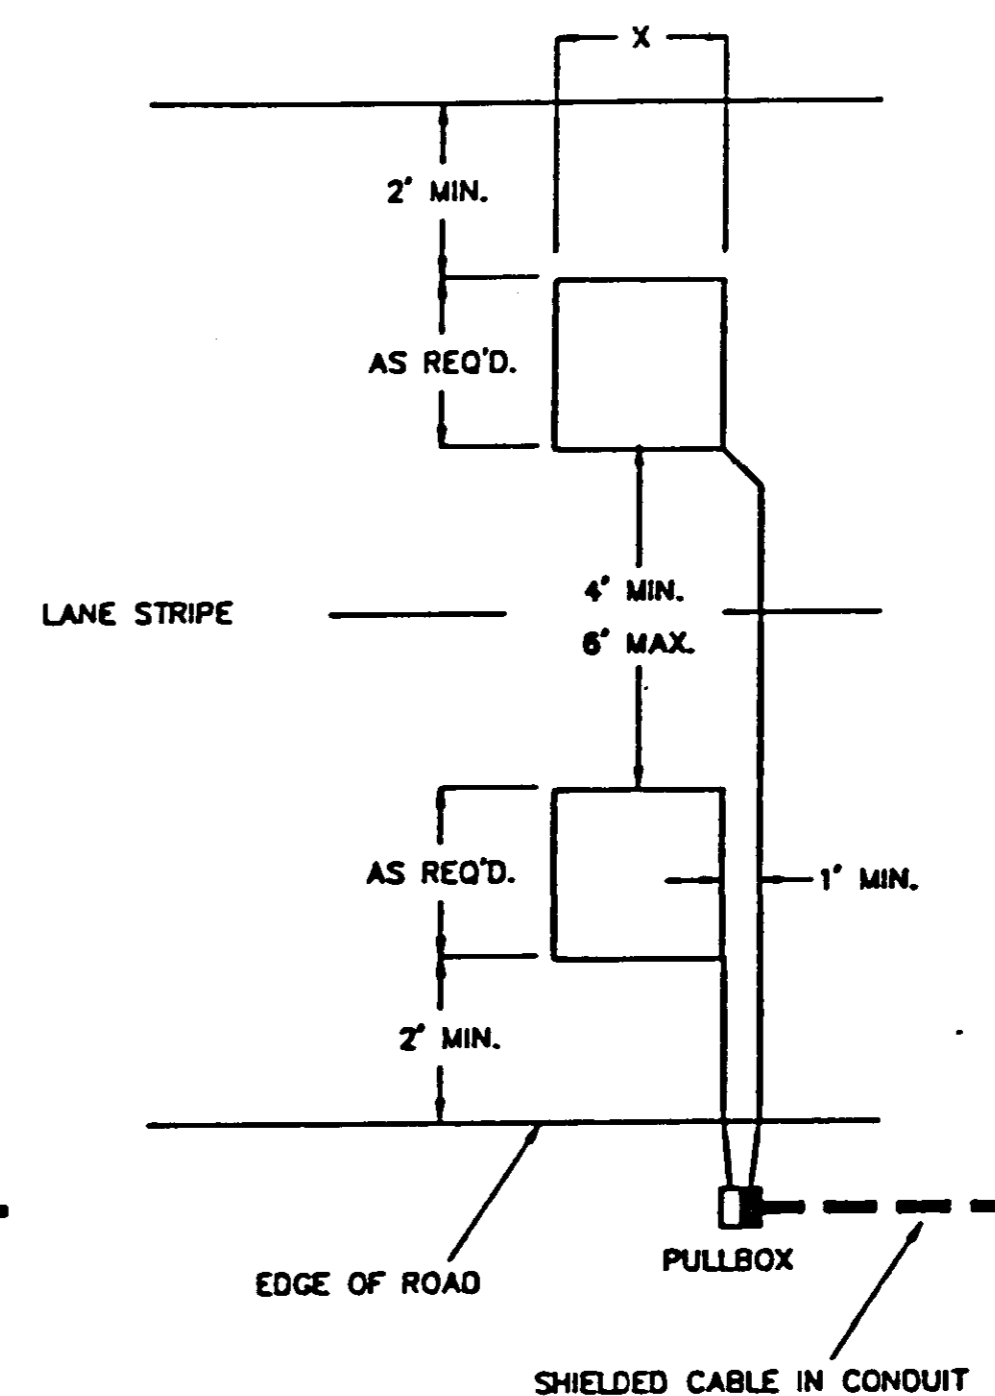 X
2' MIN.
AS REQ'D.
4' MIN.
LANE STRIPE
6' MAX.
AS REQ'D.
1' MIN.
2' MIN.
PULLBOX
EDGE OF ROAD
SHIELDED CABLE IN CONDUIT